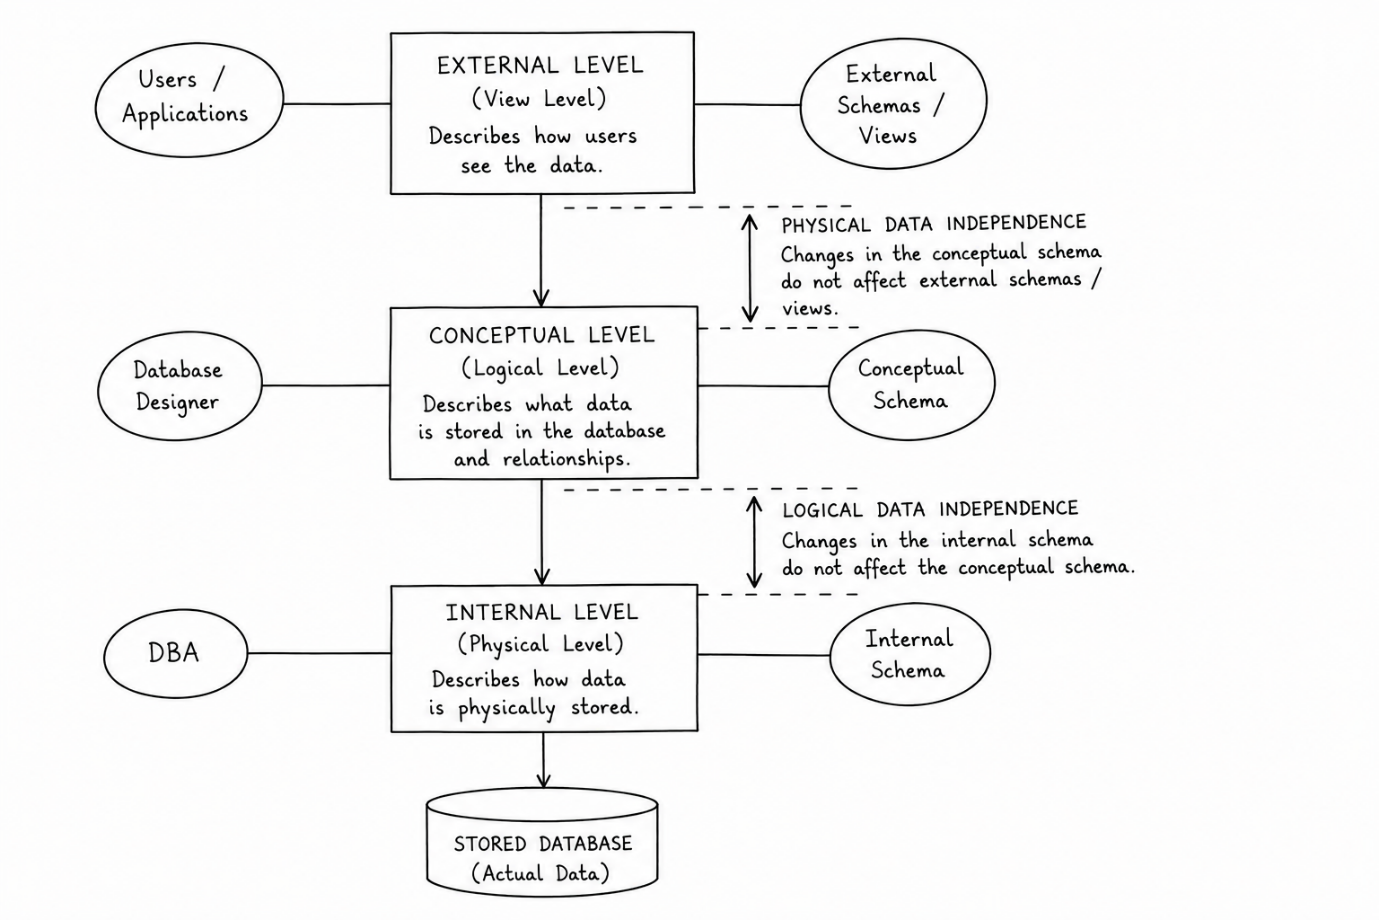 Users /
Applications
EXTERNAL LEVEL
(View Level)
Describes how users
see the data.
External
Schemas /
Views
PHYSICAL DATA INDEPENDENCE
Changes in the conceptual schema
do not affect external schemas /
views.
Database
Designer
CONCEPTUAL LEVEL
(Logical Level)
Describes what data
is stored in the database
and relationships.
Conceptual
Schema
LOGICAL DATA INDEPENDENCE
Changes in the internal schema
do not affect the conceptual schema.
DBA
INTERNAL LEVEL
(Physical Level)
Describes how data
is physically stored.
Internal
Schema
STORED DATABASE
(Actual Data)